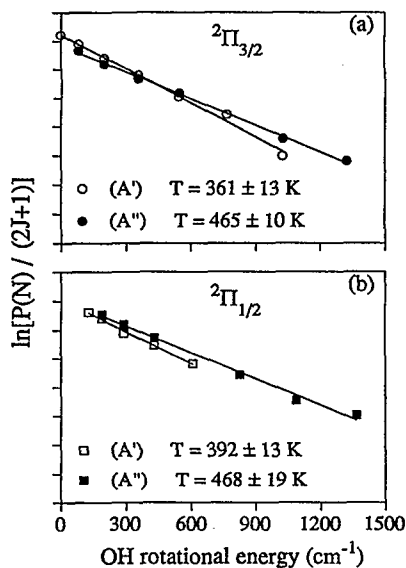 (a)
²Π₃/₂
(A') T = 361 ± 13 K
(A'') T = 465 ± 10 K
ln[P(N) / (2J+1)]
(b)
²Π₁/₂
(A') T = 392 ± 13 K
(A'') T = 468 ± 19 K
0 300 600 900 1200 1500
OH rotational energy (cm⁻¹)